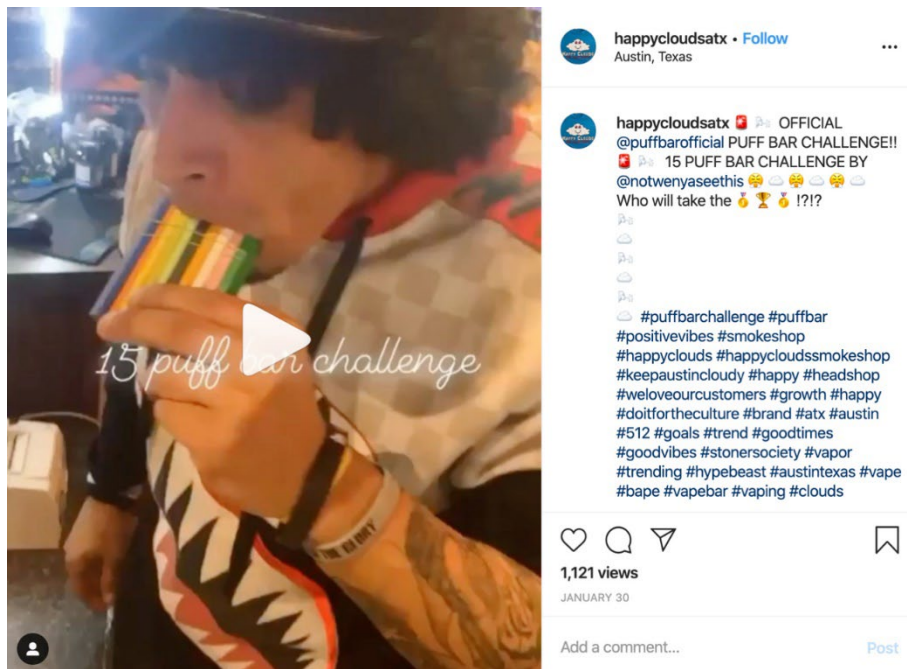 15 puff bar challenge
happycloudsatx • Follow
Austin, Texas
...
happycloudsatx 🚨 🌬️ OFFICIAL
@puffbarofficial PUFF BAR CHALLENGE!!
🚨 🌬️ 15 PUFF BAR CHALLENGE BY
@notwenyaseethis 😤 ☁️ 😤 ☁️ 😤 ☁️
Who will take the 🥇 🏆 🥇 !?!?
🌬️
☁️
🌬️
☁️
🌬️
☁️ #puffbarchallenge #puffbar
#positivevibes #smokeshop
#happyclouds #happycloudssmokeshop
#keepaustincloudy #happy #headshop
#weloveourcustomers #growth #happy
#doitfortheculture #brand #atx #austin
#512 #goals #trend #goodtimes
#goodvibes #stonersociety #vapor
#trending #hypebeast #austintexas #vape
#bape #vapebar #vaping #clouds
1,121 views
JANUARY 30
Add a comment... Post